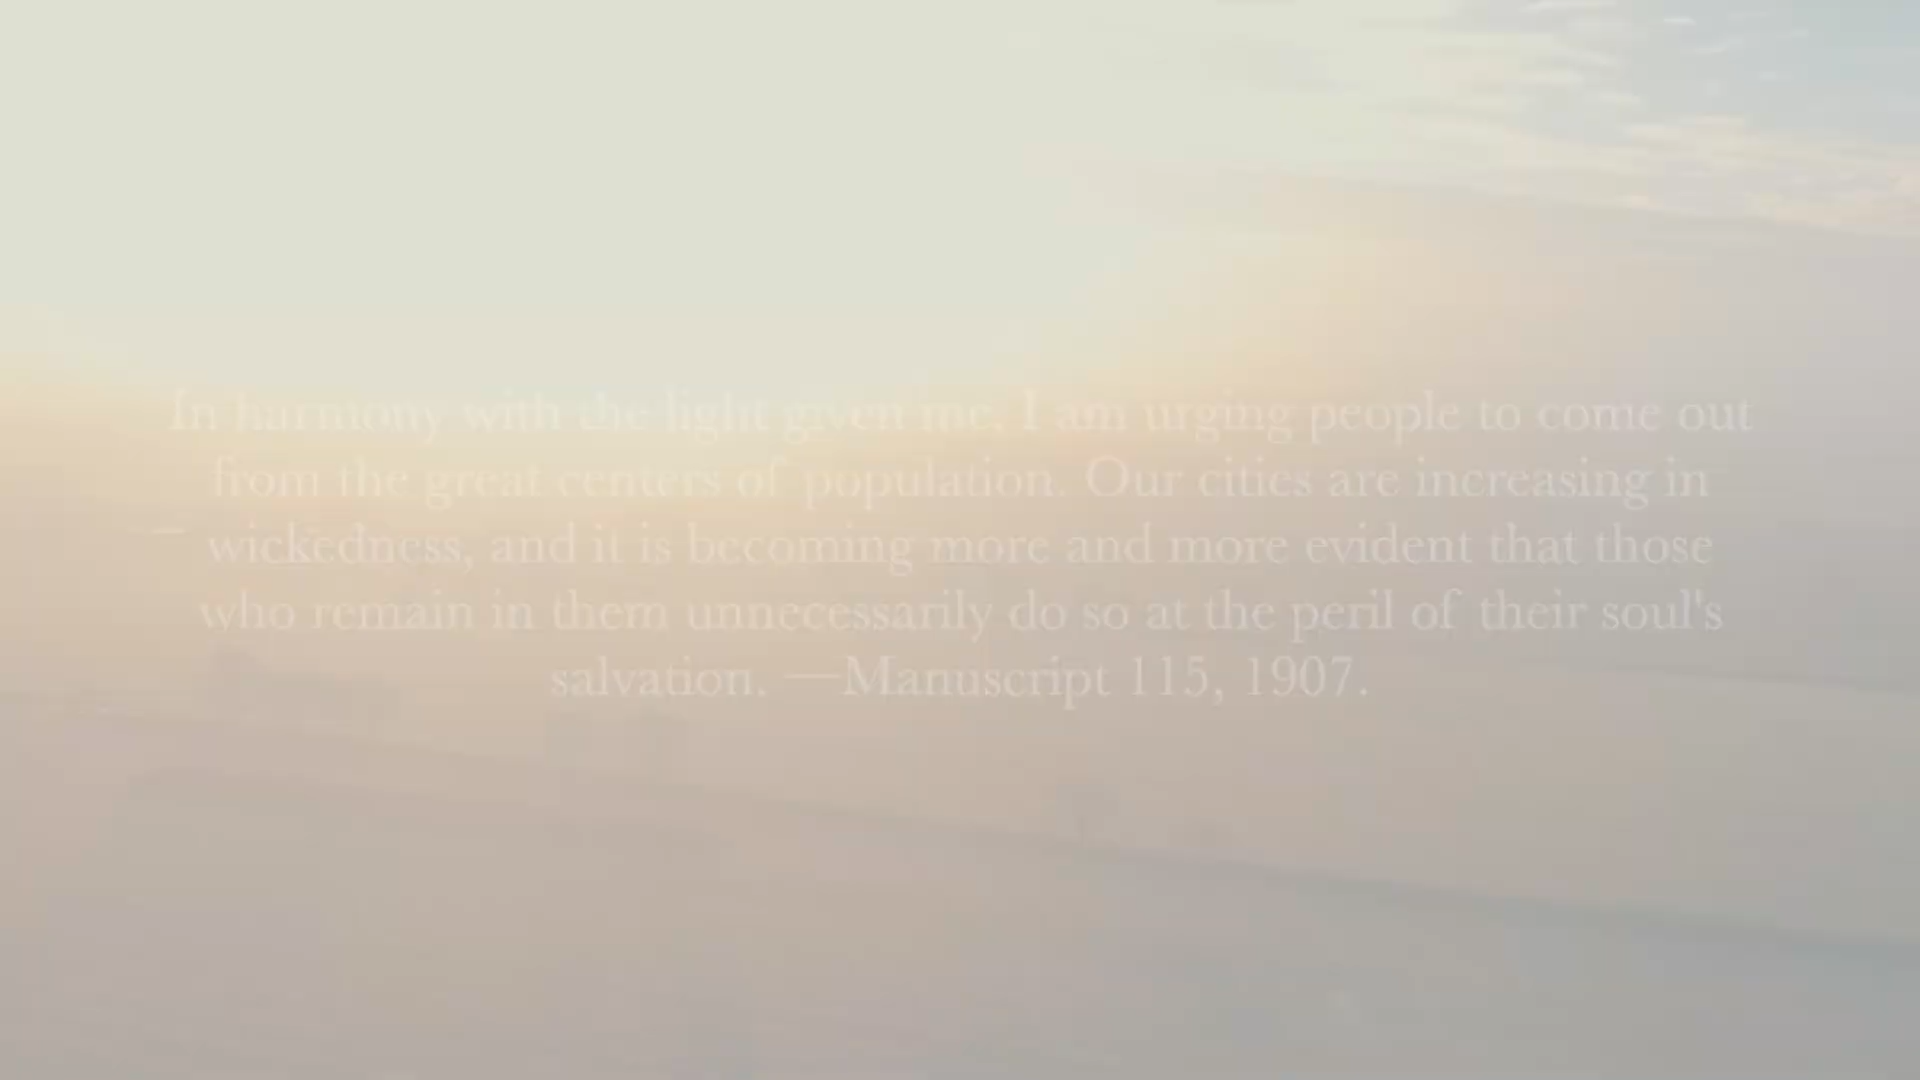 In harmony with the light given me, I am urging people to come out
from the great centers of population. Our cities are increasing in
wickedness, and it is becoming more and more evident that those
who remain in them unnecessarily do so at the peril of their soul's
salvation. —Manuscript 115, 1907.